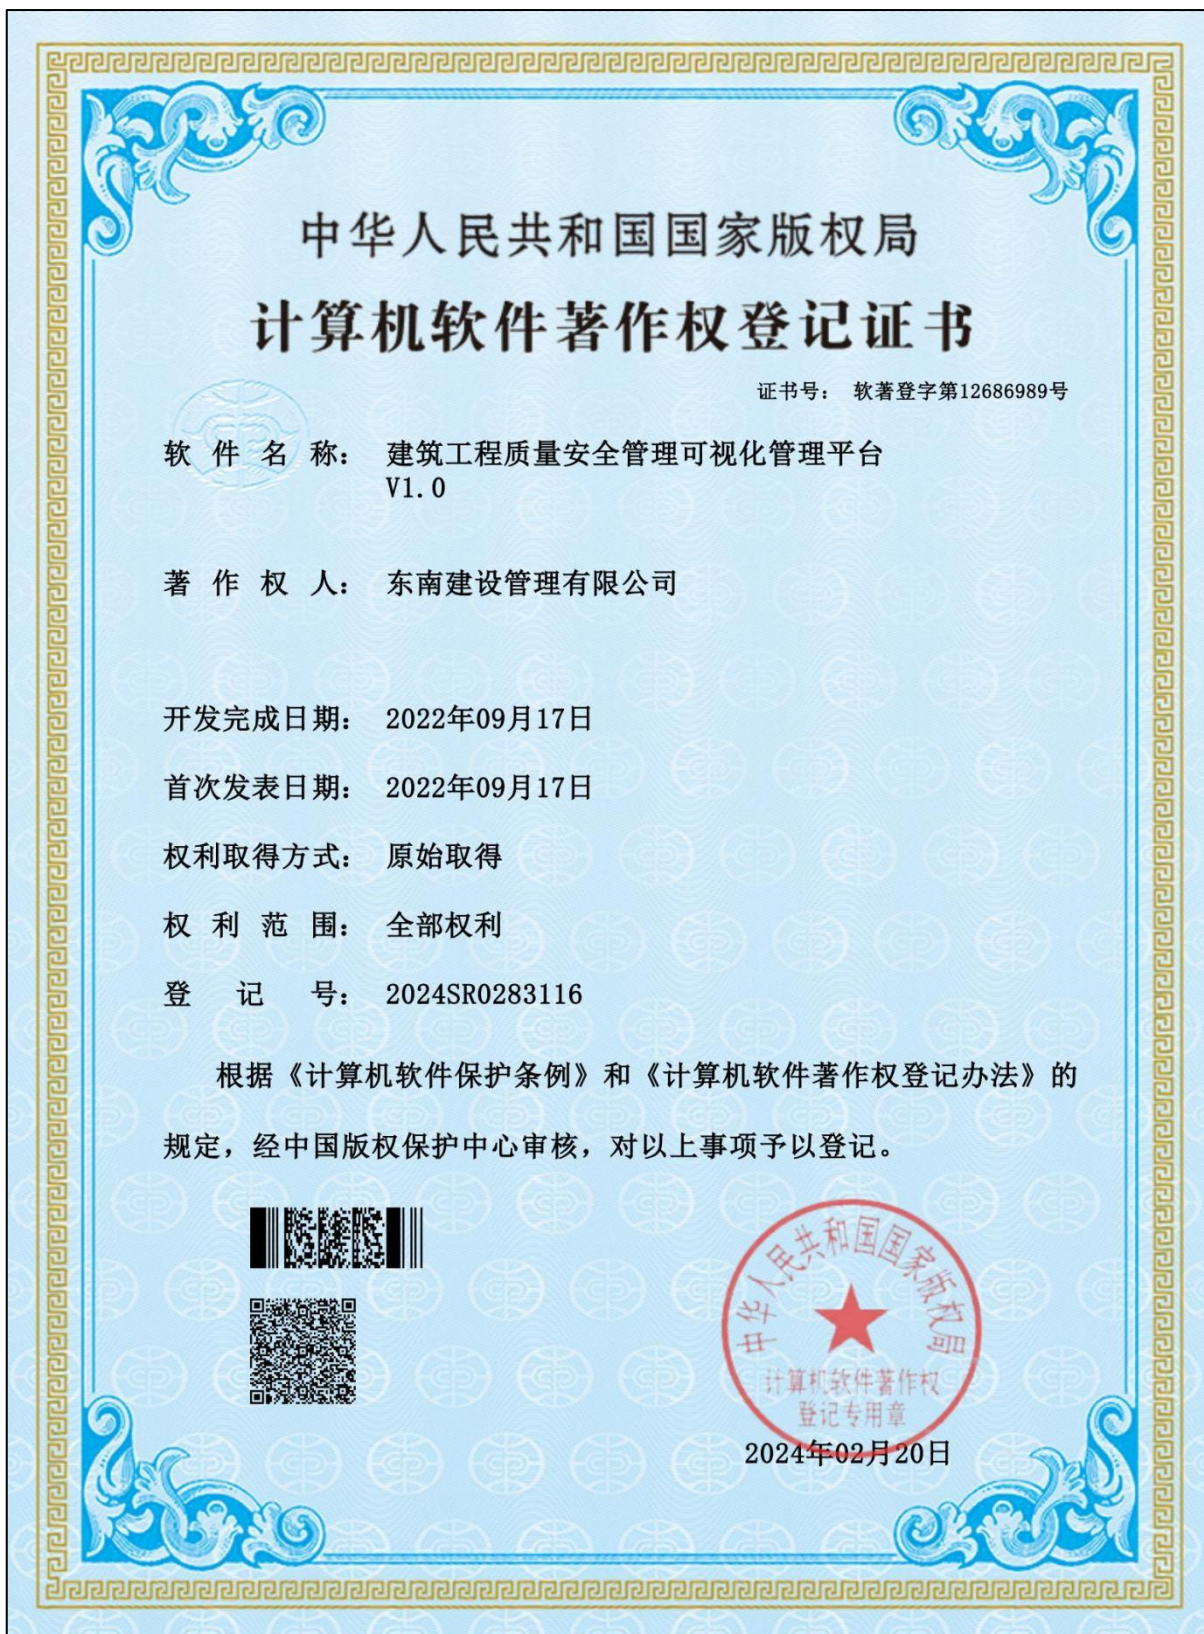 中华人民共和国国家版权局
计算机软件著作权登记证书
证书号： 软著登字第12686989号
软件名称： 建筑工程质量安全管理可视化管理平台
V1.0
著作权人： 东南建设管理有限公司
开发完成日期： 2022年09月17日
首次发表日期： 2022年09月17日
权利取得方式： 原始取得
权利范围： 全部权利
登记号： 2024SR0283116
根据《计算机软件保护条例》和《计算机软件著作权登记办法》的
规定，经中国版权保护中心审核，对以上事项予以登记。
中华人民共和国国家版权局
计算机软件著作权
登记专用章
2024年02月20日